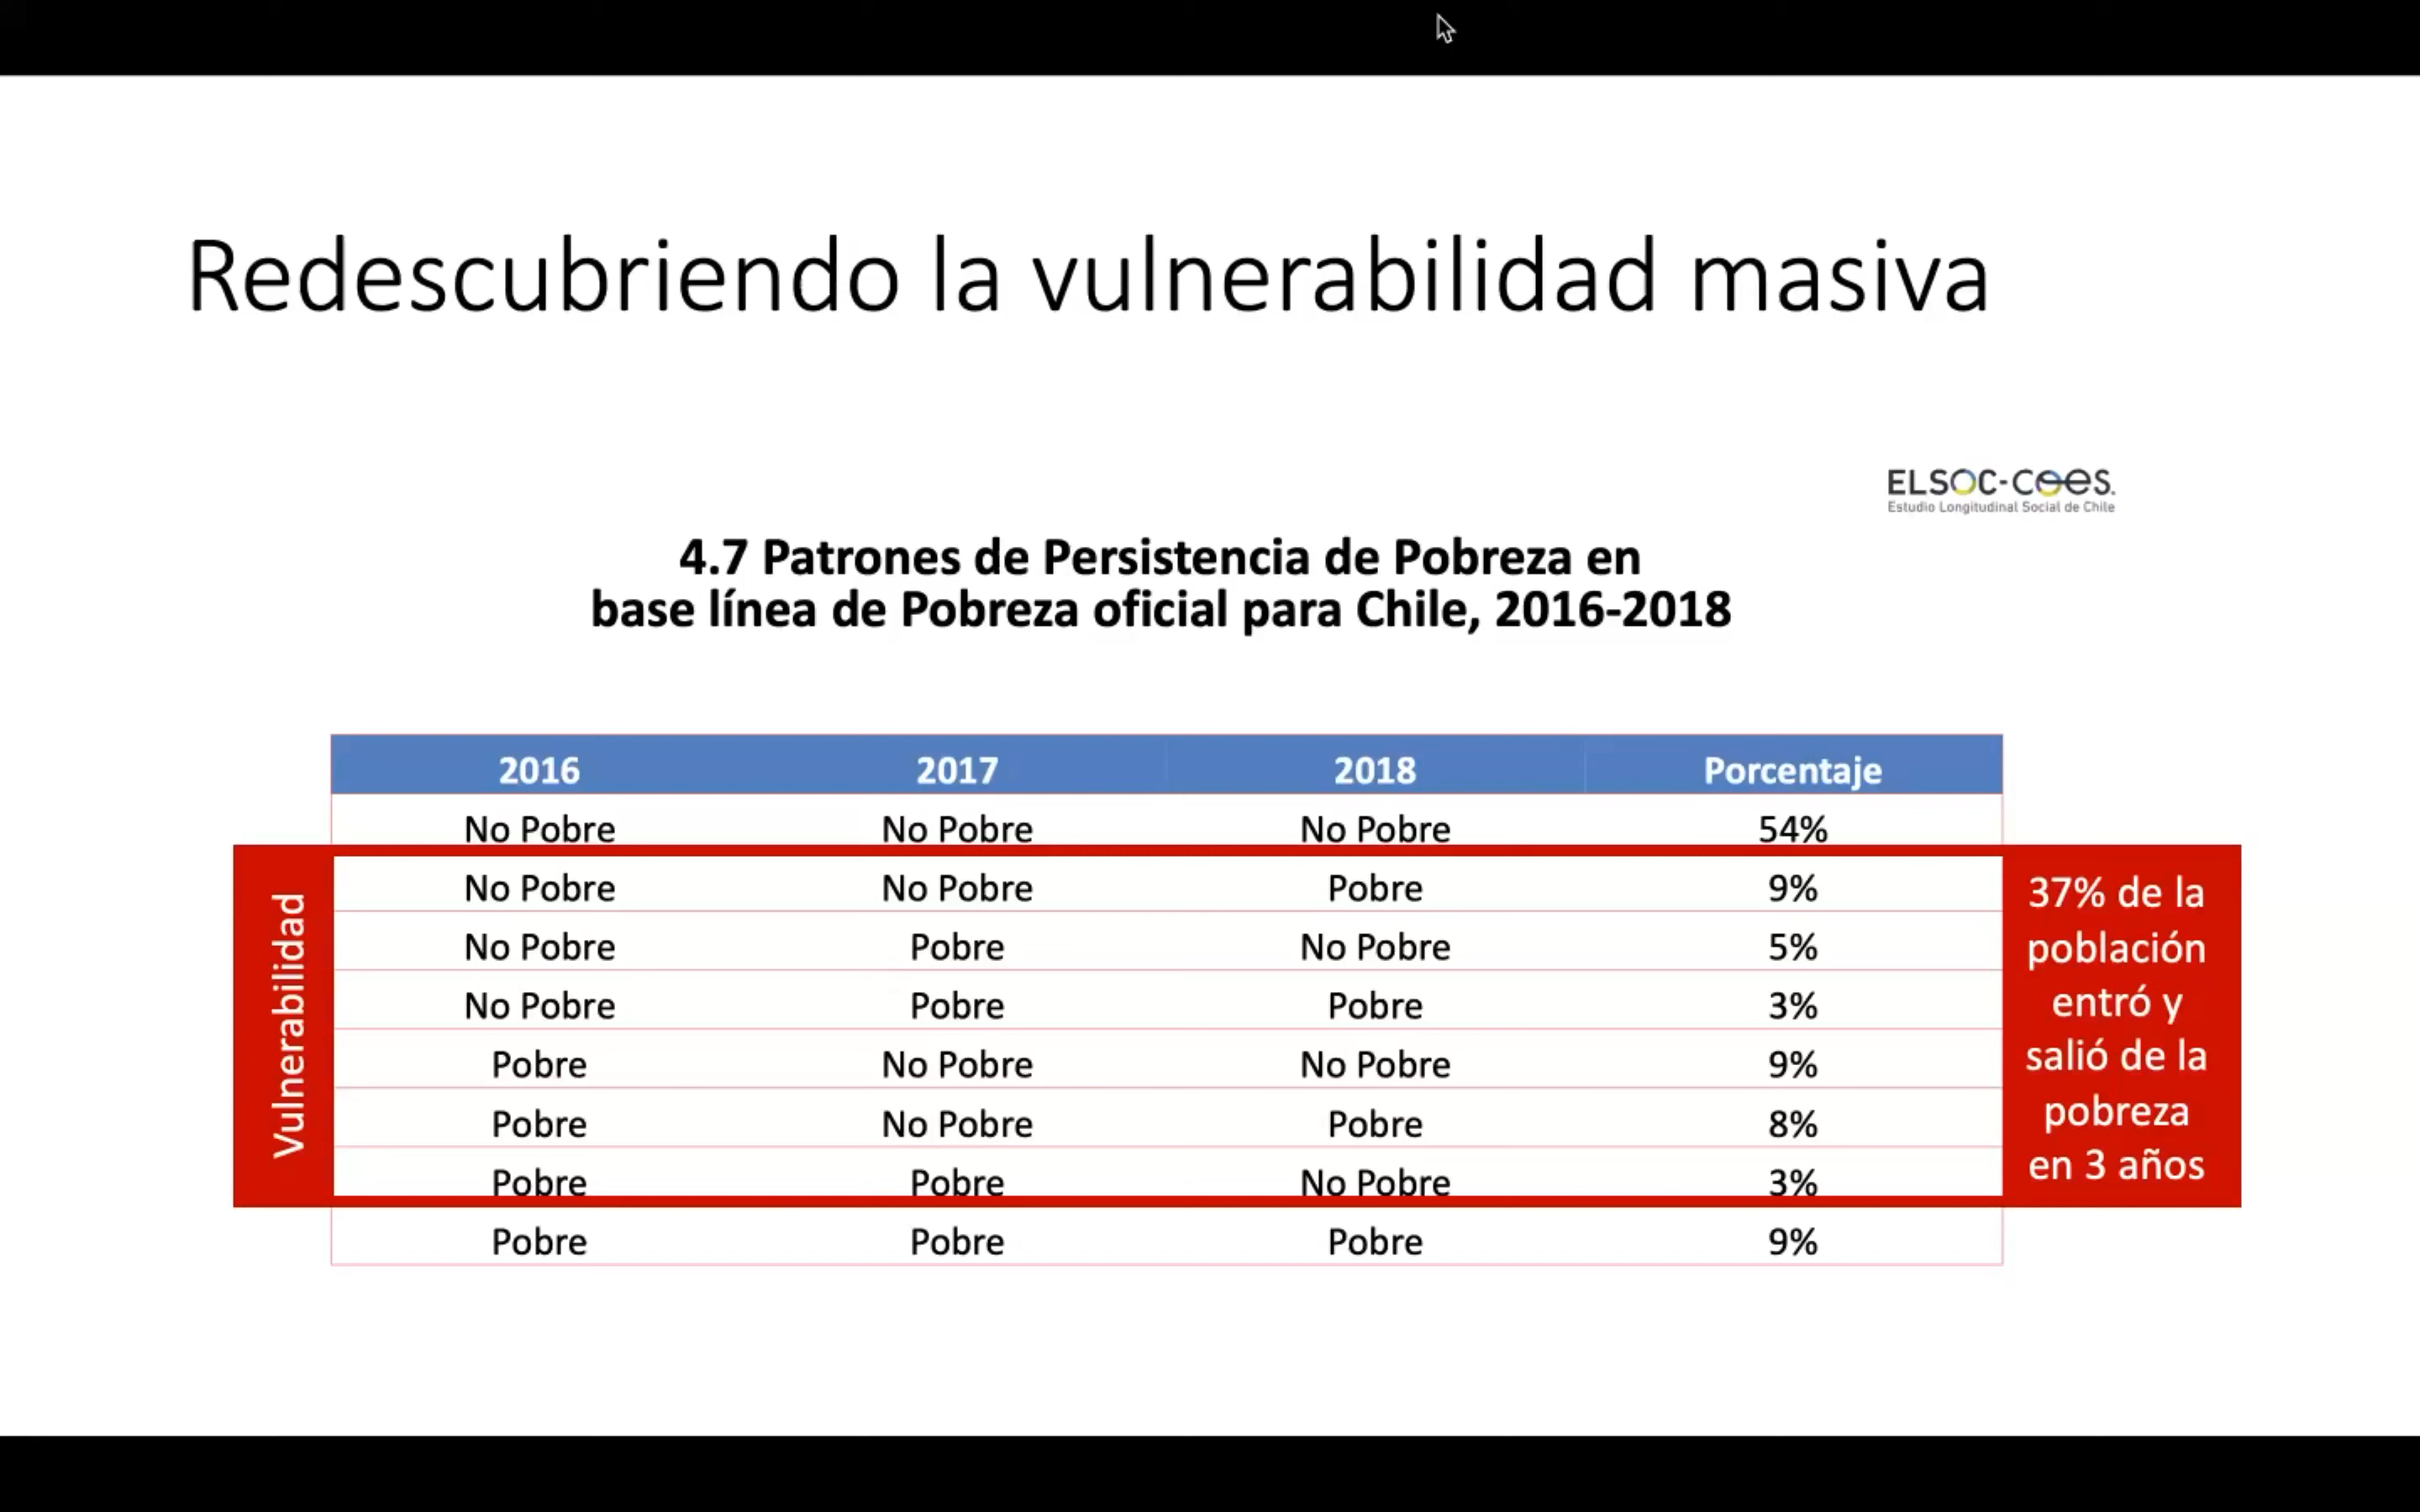 Redescubriendo la vulnerabilidad masiva
ELSOC-COES.
Estudio Longitudinal Social de Chile
4.7 Patrones de Persistencia de Pobreza en
base línea de Pobreza oficial para Chile, 2016-2018
2016 2017 2018 Porcentaje
No Pobre No Pobre No Pobre 54%
No Pobre No Pobre Pobre 9%
No Pobre Pobre No Pobre 5%
No Pobre Pobre Pobre 3%
Pobre No Pobre No Pobre 9%
Pobre No Pobre Pobre 8%
Pobre Pobre No Pobre 3%
Pobre Pobre Pobre 9%
Vulnerabilidad
37% de la
población
entró y
salió de la
pobreza
en 3 años